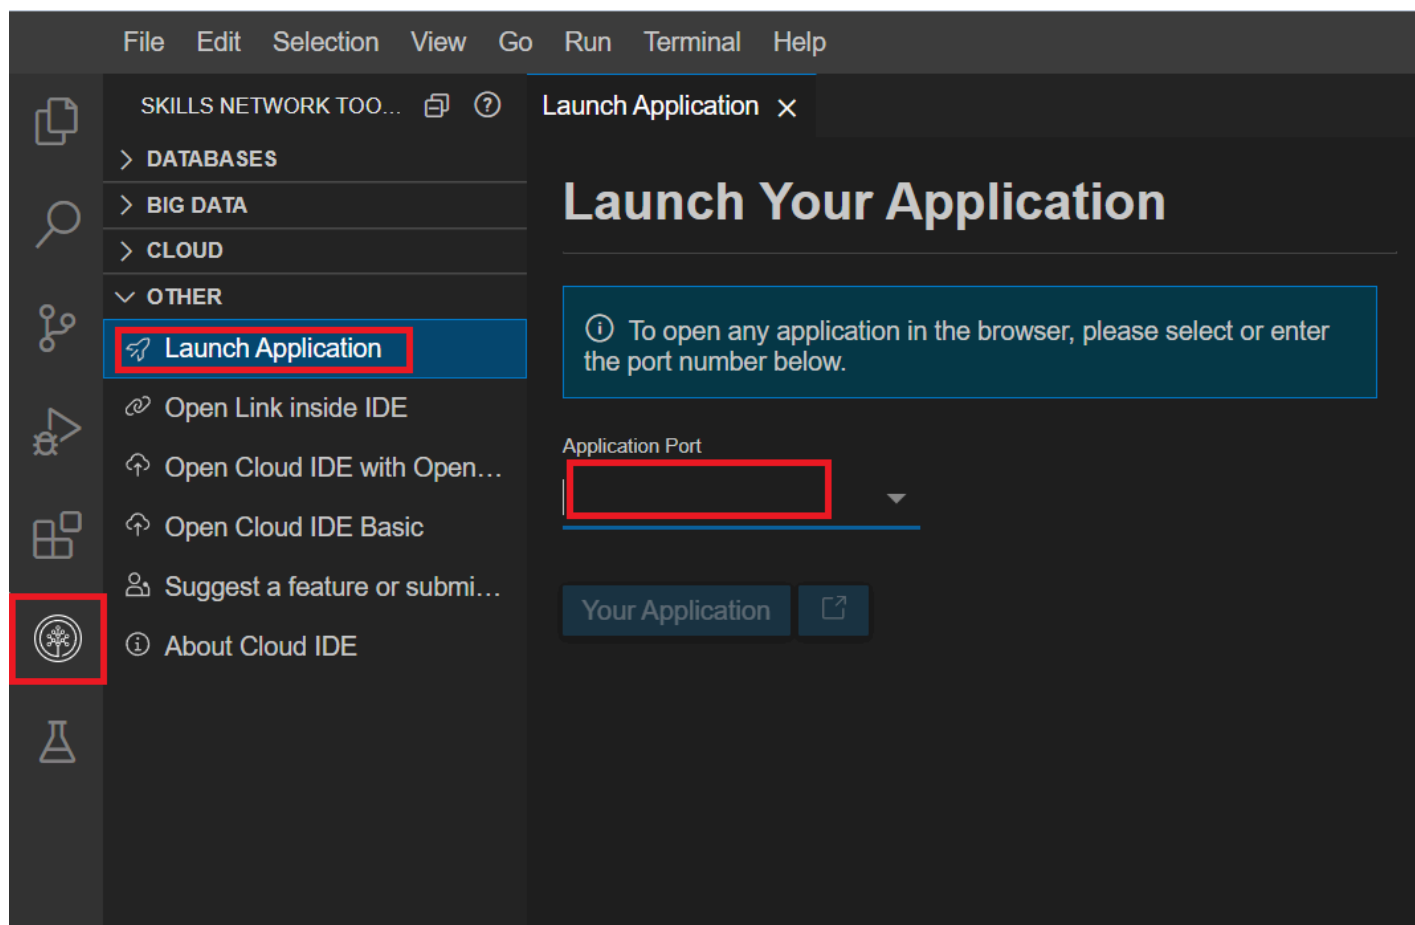 File Edit Selection View Go Run Terminal Help
SKILLS NETWORK TOO...
Launch Application
DATABASES
BIG DATA
CLOUD
OTHER
Launch Application
Open Link inside IDE
Open Cloud IDE with Open...
Open Cloud IDE Basic
Suggest a feature or submi...
About Cloud IDE
Launch Your Application
To open any application in the browser, please select or enter
the port number below.
Application Port
Your Application